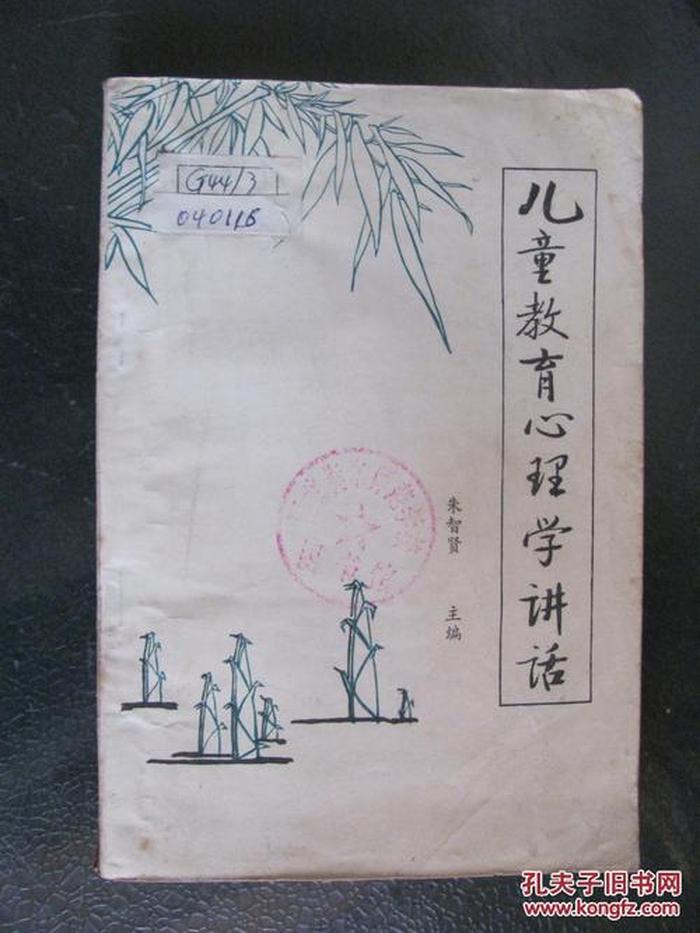 G44/3
040116
儿童教育心理学讲话
朱智贤 主编
孔夫子旧书网
www.kongfz.com